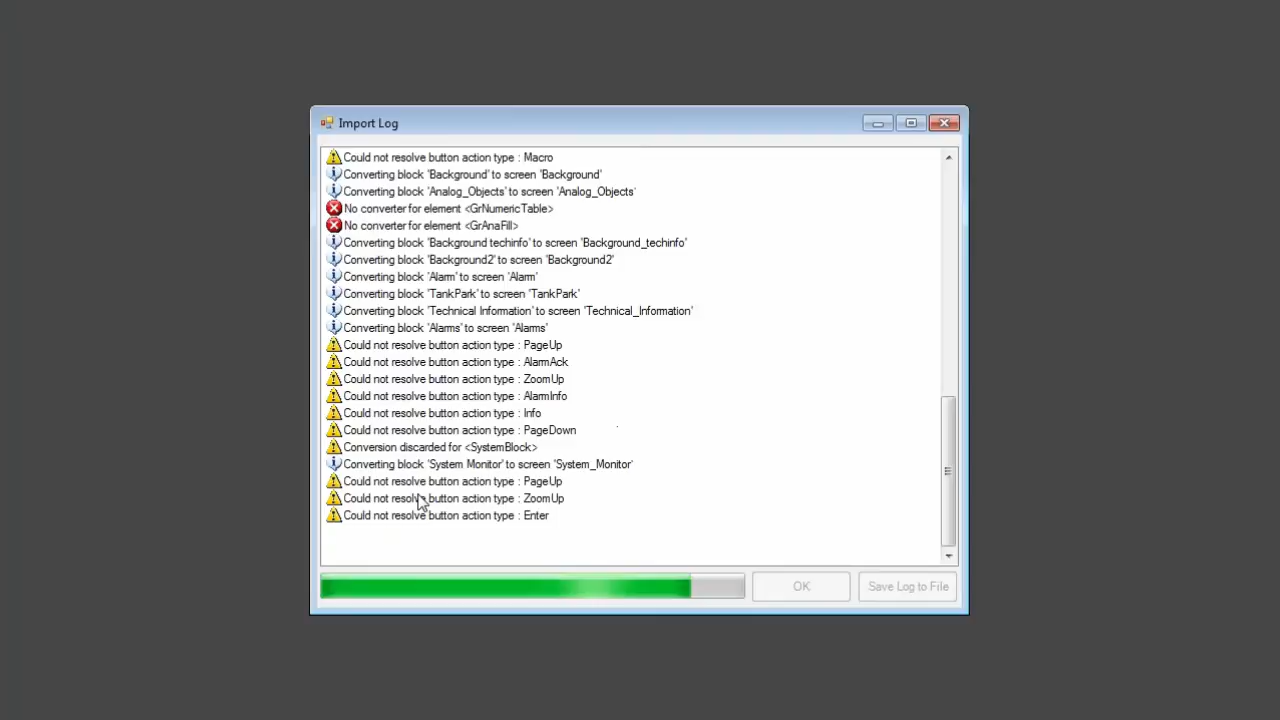 Import Log
Could not resolve button action type : Macro
Converting block 'Background' to screen 'Background'
Converting block 'Analog_Objects' to screen 'Analog_Objects'
No converter for element <GrNumericTable>
No converter for element <GrAnaFill>
Converting block 'Background techinfo' to screen 'Background_techinfo'
Converting block 'Background2' to screen 'Background2'
Converting block 'Alarm' to screen 'Alarm'
Converting block 'TankPark' to screen 'TankPark'
Converting block 'Technical Information' to screen 'Technical_Information'
Converting block 'Alarms' to screen 'Alarms'
Could not resolve button action type : PageUp
Could not resolve button action type : AlarmAck
Could not resolve button action type : ZoomUp
Could not resolve button action type : AlarmInfo
Could not resolve button action type : Info
Could not resolve button action type : PageDown
Conversion discarded for <SystemBlock>
Converting block 'System Monitor' to screen 'System_Monitor'
Could not resolve button action type : PageUp
Could not resolve button action type : ZoomUp
Could not resolve button action type : Enter
OK
Save Log to File